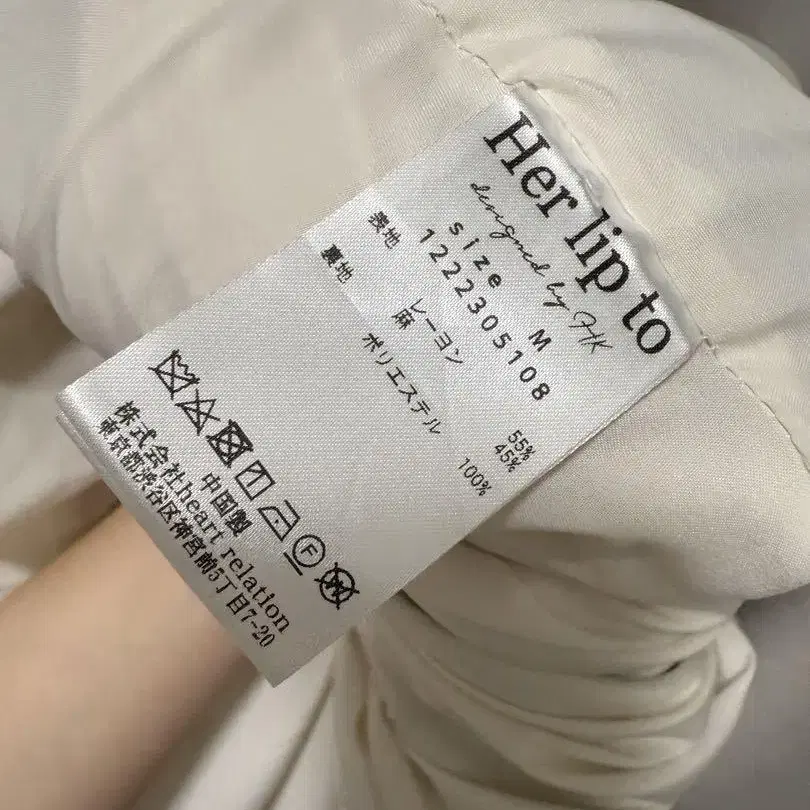 Her lip to
designed by HK
size M
1222305108
表地 レーヨン 55%
麻 45%
裏地 ポリエステル 100%
F
W
中国製
株式会社heart relation
東京都渋谷区神宮前5丁目7-20